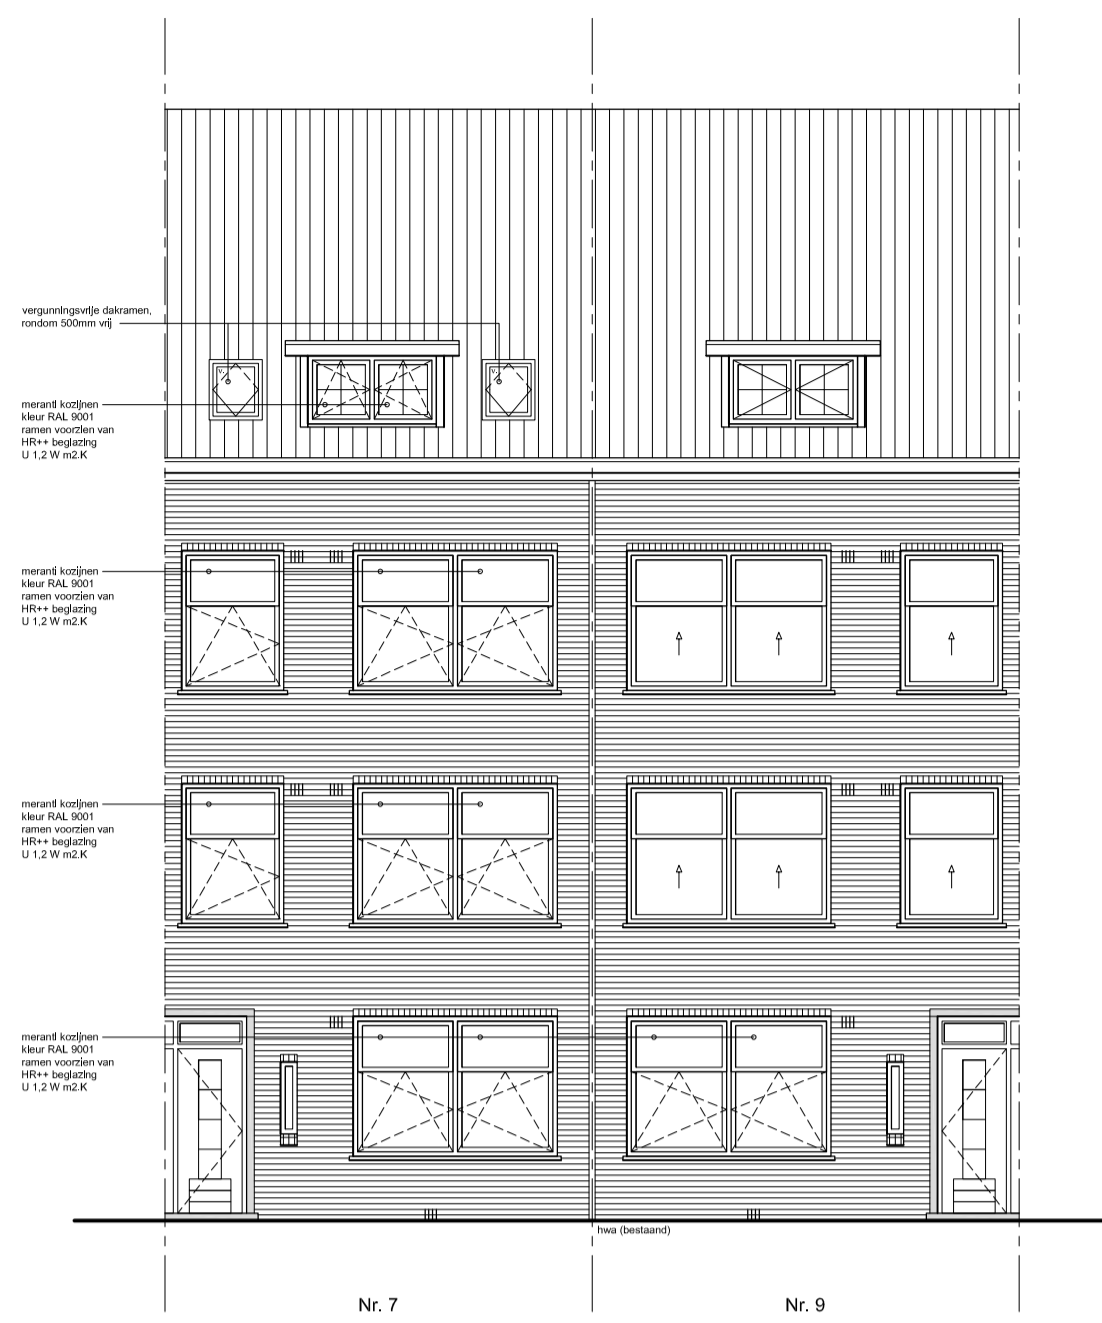 vergunningsvrije dakramen,
rondom 500mm vrij
v.
v.
meranti kozijnen
kleur RAL 9001
ramen voorzien van
HR++ beglazing
U 1,2 W m2.K
meranti kozijnen
kleur RAL 9001
ramen voorzien van
HR++ beglazing
U 1,2 W m2.K
meranti kozijnen
kleur RAL 9001
ramen voorzien van
HR++ beglazing
U 1,2 W m2.K
meranti kozijnen
kleur RAL 9001
ramen voorzien van
HR++ beglazing
U 1,2 W m2.K
hwa (bestaand)
Nr. 7
Nr. 9